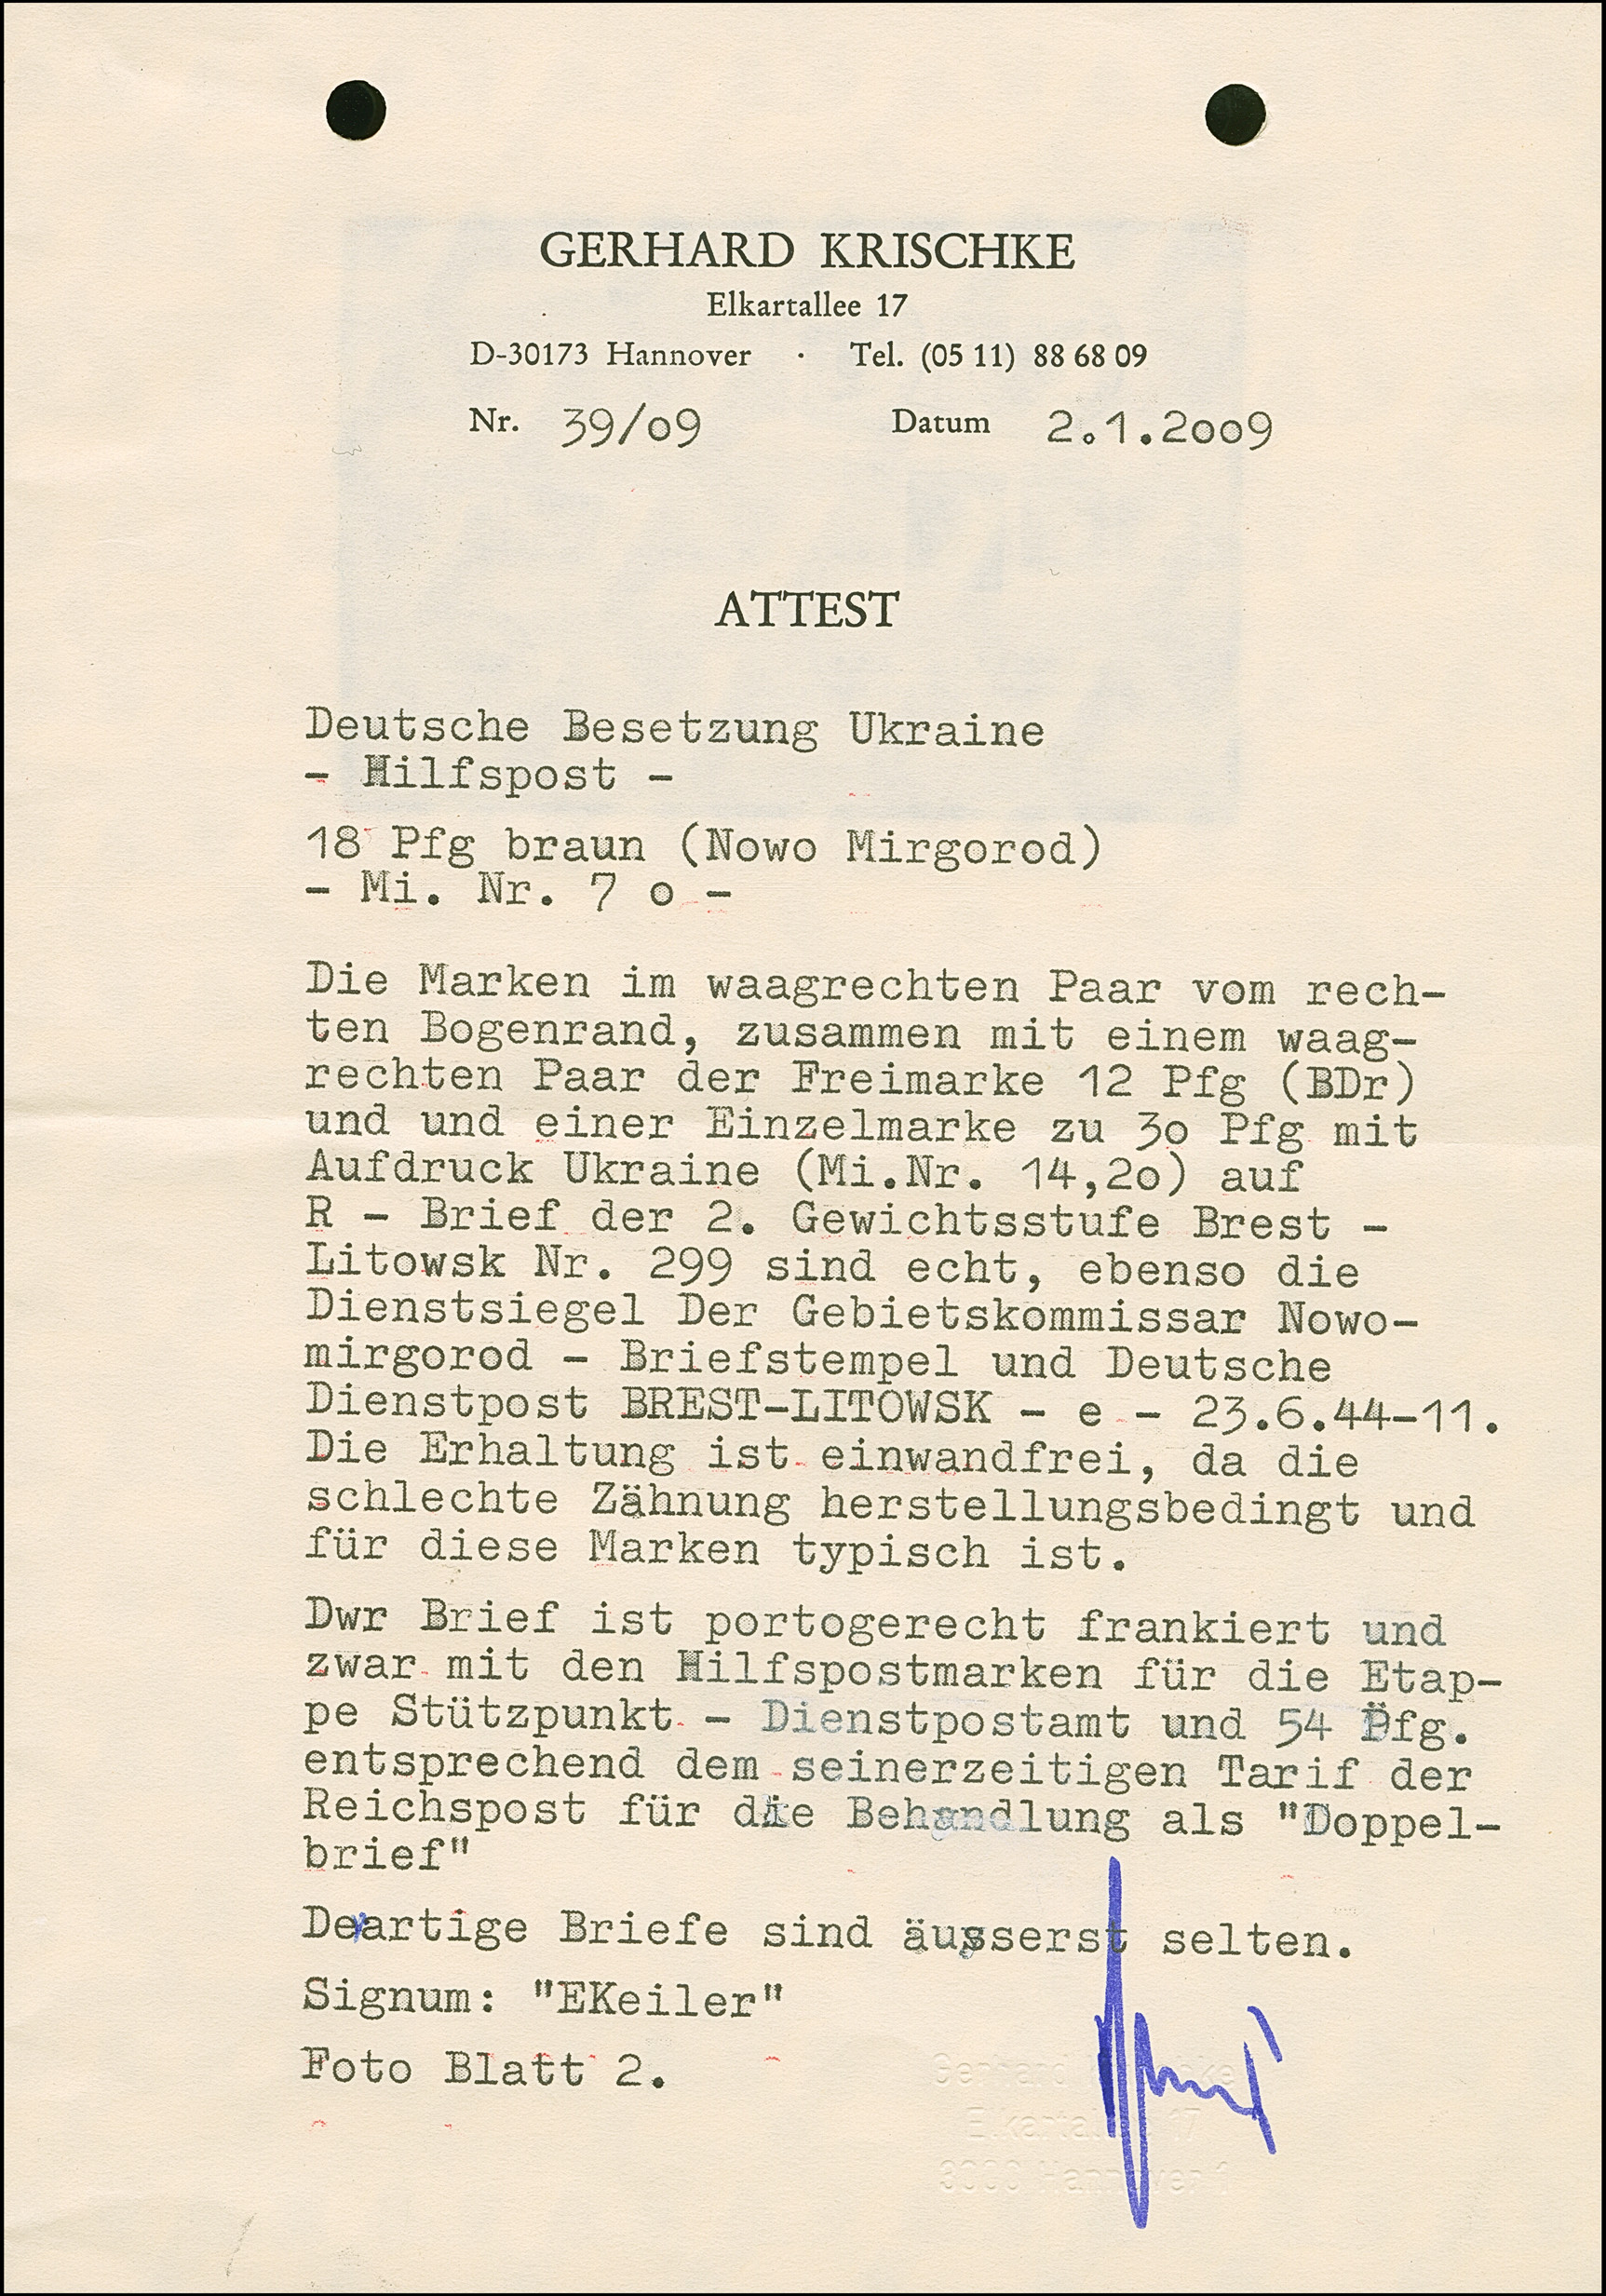 GERHARD KRISCHKE
Elkartallee 17
D-30173 Hannover · Tel. (05 11) 88 68 09
Nr. 39/o9 Datum 2.1.2oo9
ATTEST
Deutsche Besetzung Ukraine
- Hilfspost -
18 Pfg braun (Nowo Mirgorod)
- Mi. Nr. 7 o -
Die Marken im waagrechten Paar vom rech-
ten Bogenrand, zusammen mit einem waag-
rechten Paar der Freimarke 12 Pfg (BDr)
und und einer Einzelmarke zu 3o Pfg mit
Aufdruck Ukraine (Mi.Nr. 14,2o) auf
R - Brief der 2. Gewichtsstufe Brest -
Litowsk Nr. 299 sind echt, ebenso die
Dienstsiegel Der Gebietskommissar Nowo-
mirgorod - Briefstempel und Deutsche
Dienstpost BREST-LITOWSK - e - 23.6.44-11.
Die Erhaltung ist einwandfrei, da die
schlechte Zähnung herstellungsbedingt und
für diese Marken typisch ist.
Dwr Brief ist portogerecht frankiert und
zwar mit den Hilfspostmarken für die Etap-
pe Stützpunkt - Dienstpostamt und 54 Pfg.
entsprechend dem seinerzeitigen Tarif der
Reichspost für die Behandlung als "Doppel-
brief"
Derartige Briefe sind äusserst selten.
Signum: "EKeiler"
Foto Blatt 2.
Elkartallee 17
3000 Hannover 1